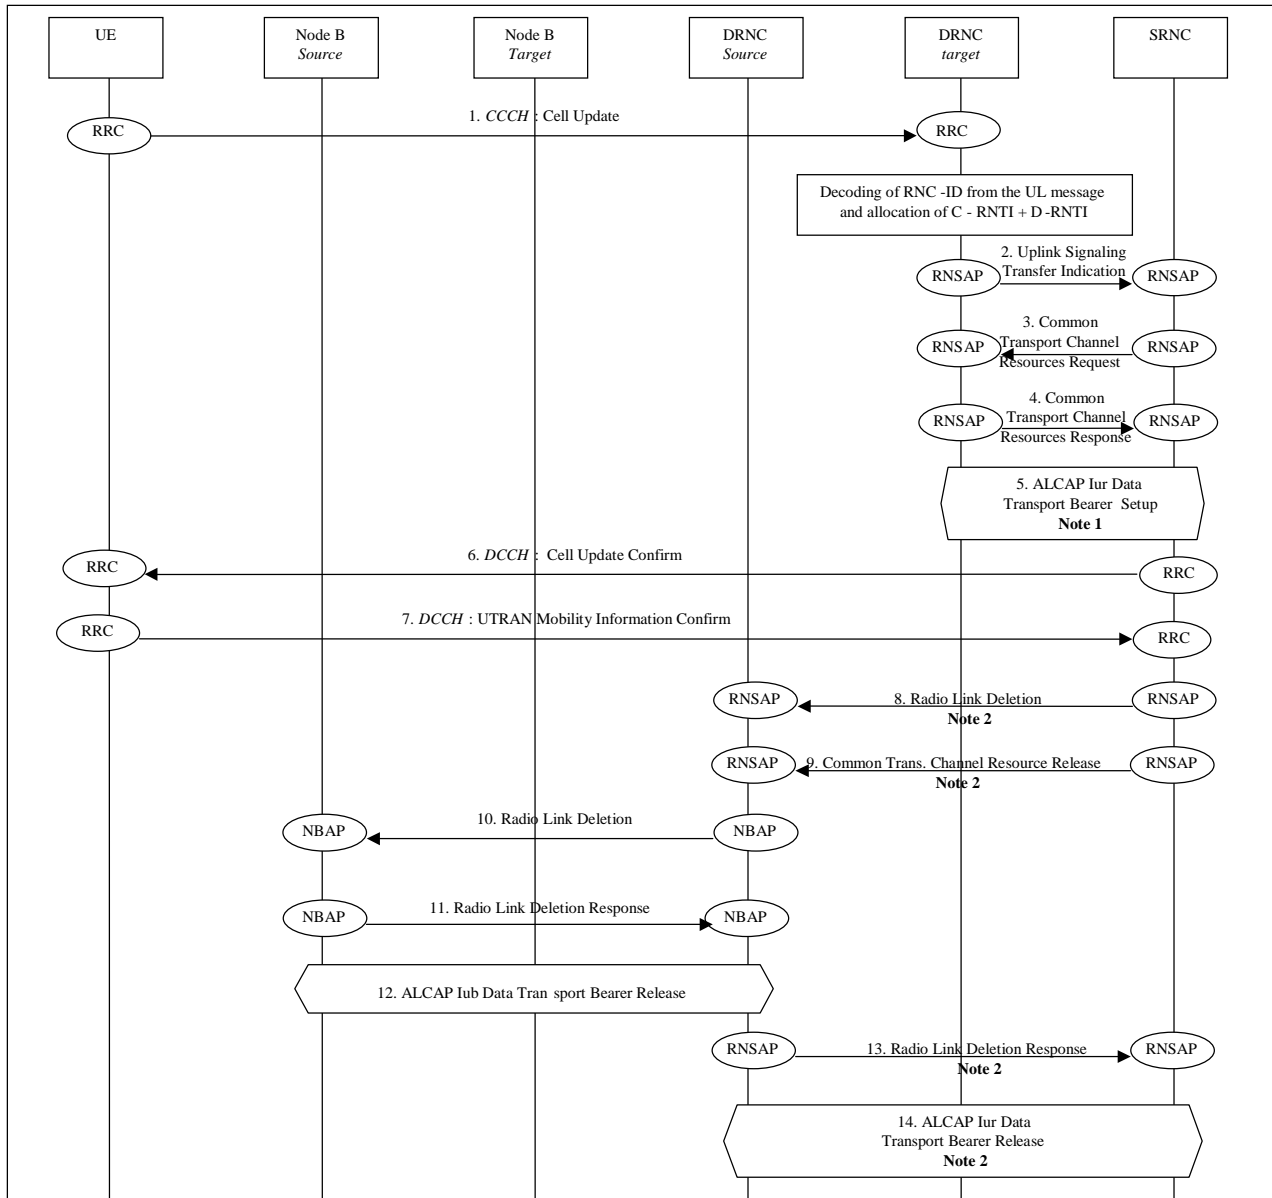 UE
Node B
Source
Node B
Target
DRNC
Source
DRNC
target
SRNC
1. CCCH : Cell Update
RRC
RRC
Decoding of RNC -ID from the UL message
and allocation of C - RNTI + D -RNTI
2. Uplink Signaling
Transfer Indication
RNSAP
RNSAP
3. Common
Transport Channel
Resources Request
RNSAP
RNSAP
4. Common
Transport Channel
Resources Response
RNSAP
RNSAP
5. ALCAP Iur Data
Transport Bearer Setup
Note 1
6. DCCH : Cell Update Confirm
RRC
RRC
7. DCCH : UTRAN Mobility Information Confirm
RRC
RRC
RNSAP
8. Radio Link Deletion
Note 2
RNSAP
RNSAP
9. Common Trans. Channel Resource Release
Note 2
RNSAP
NBAP
10. Radio Link Deletion
NBAP
NBAP
11. Radio Link Deletion Response
NBAP
12. ALCAP Iub Data Tran sport Bearer Release
RNSAP
13. Radio Link Deletion Response
Note 2
RNSAP
14. ALCAP Iur Data
Transport Bearer Release
Note 2